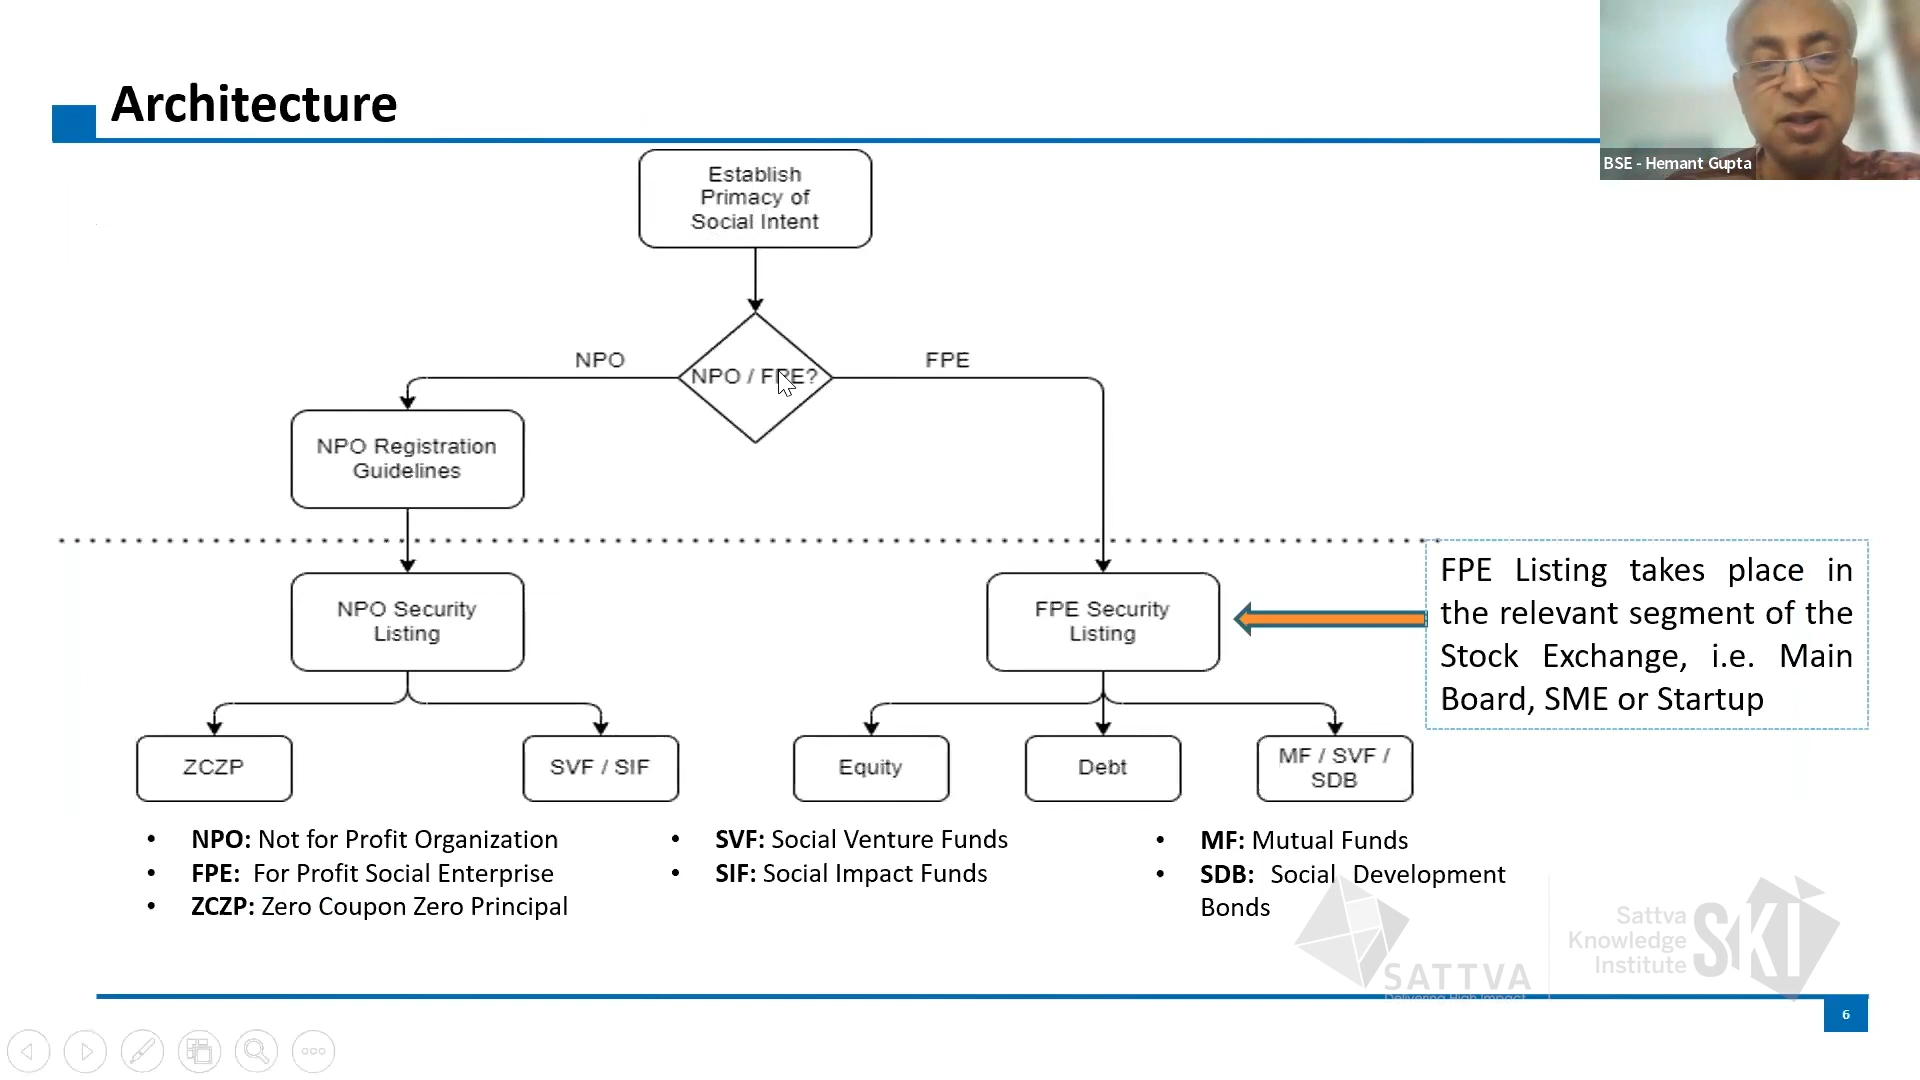 Architecture
BSE - Hemant Gupta
Establish
Primacy of
Social Intent
NPO
NPO / FPE?
FPE
NPO Registration
Guidelines
NPO Security
Listing
FPE Security
Listing
FPE Listing takes place in
the relevant segment of the
Stock Exchange, i.e. Main
Board, SME or Startup
ZCZP
SVF / SIF
Equity
Debt
MF / SVF /
SDB
• NPO: Not for Profit Organization
• FPE: For Profit Social Enterprise
• ZCZP: Zero Coupon Zero Principal
• SVF: Social Venture Funds
• SIF: Social Impact Funds
• MF: Mutual Funds
• SDB: Social Development
Bonds
SATTVA
Delivering High Impact
Sattva
Knowledge
Institute
SKI
6